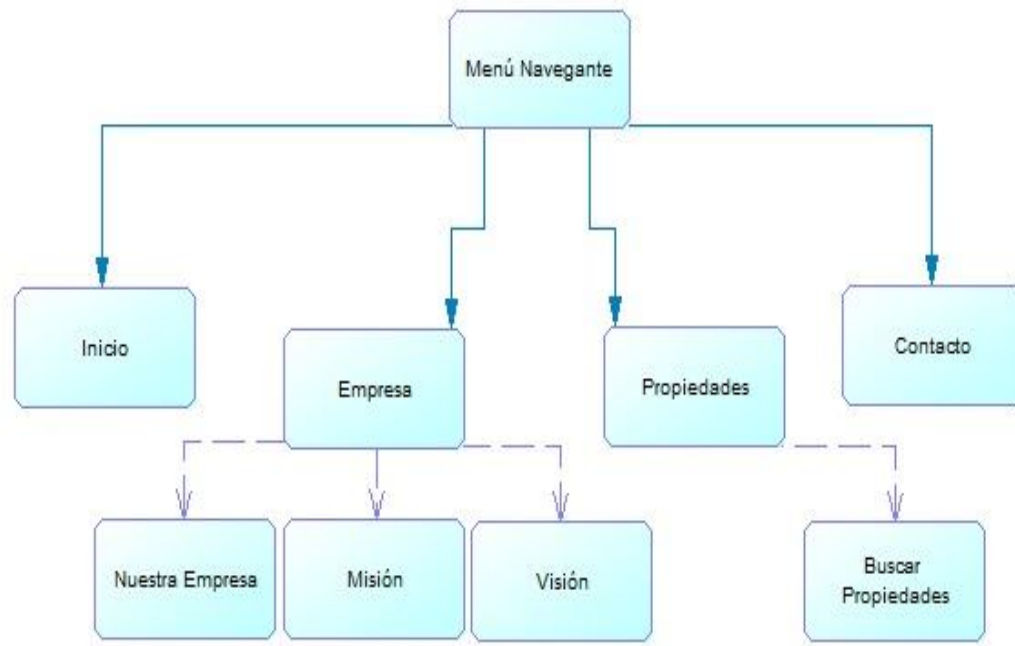 Menú Navegante
Inicio
Empresa
Propiedades
Contacto
Nuestra Empresa
Misión
Visión
Buscar
Propiedades